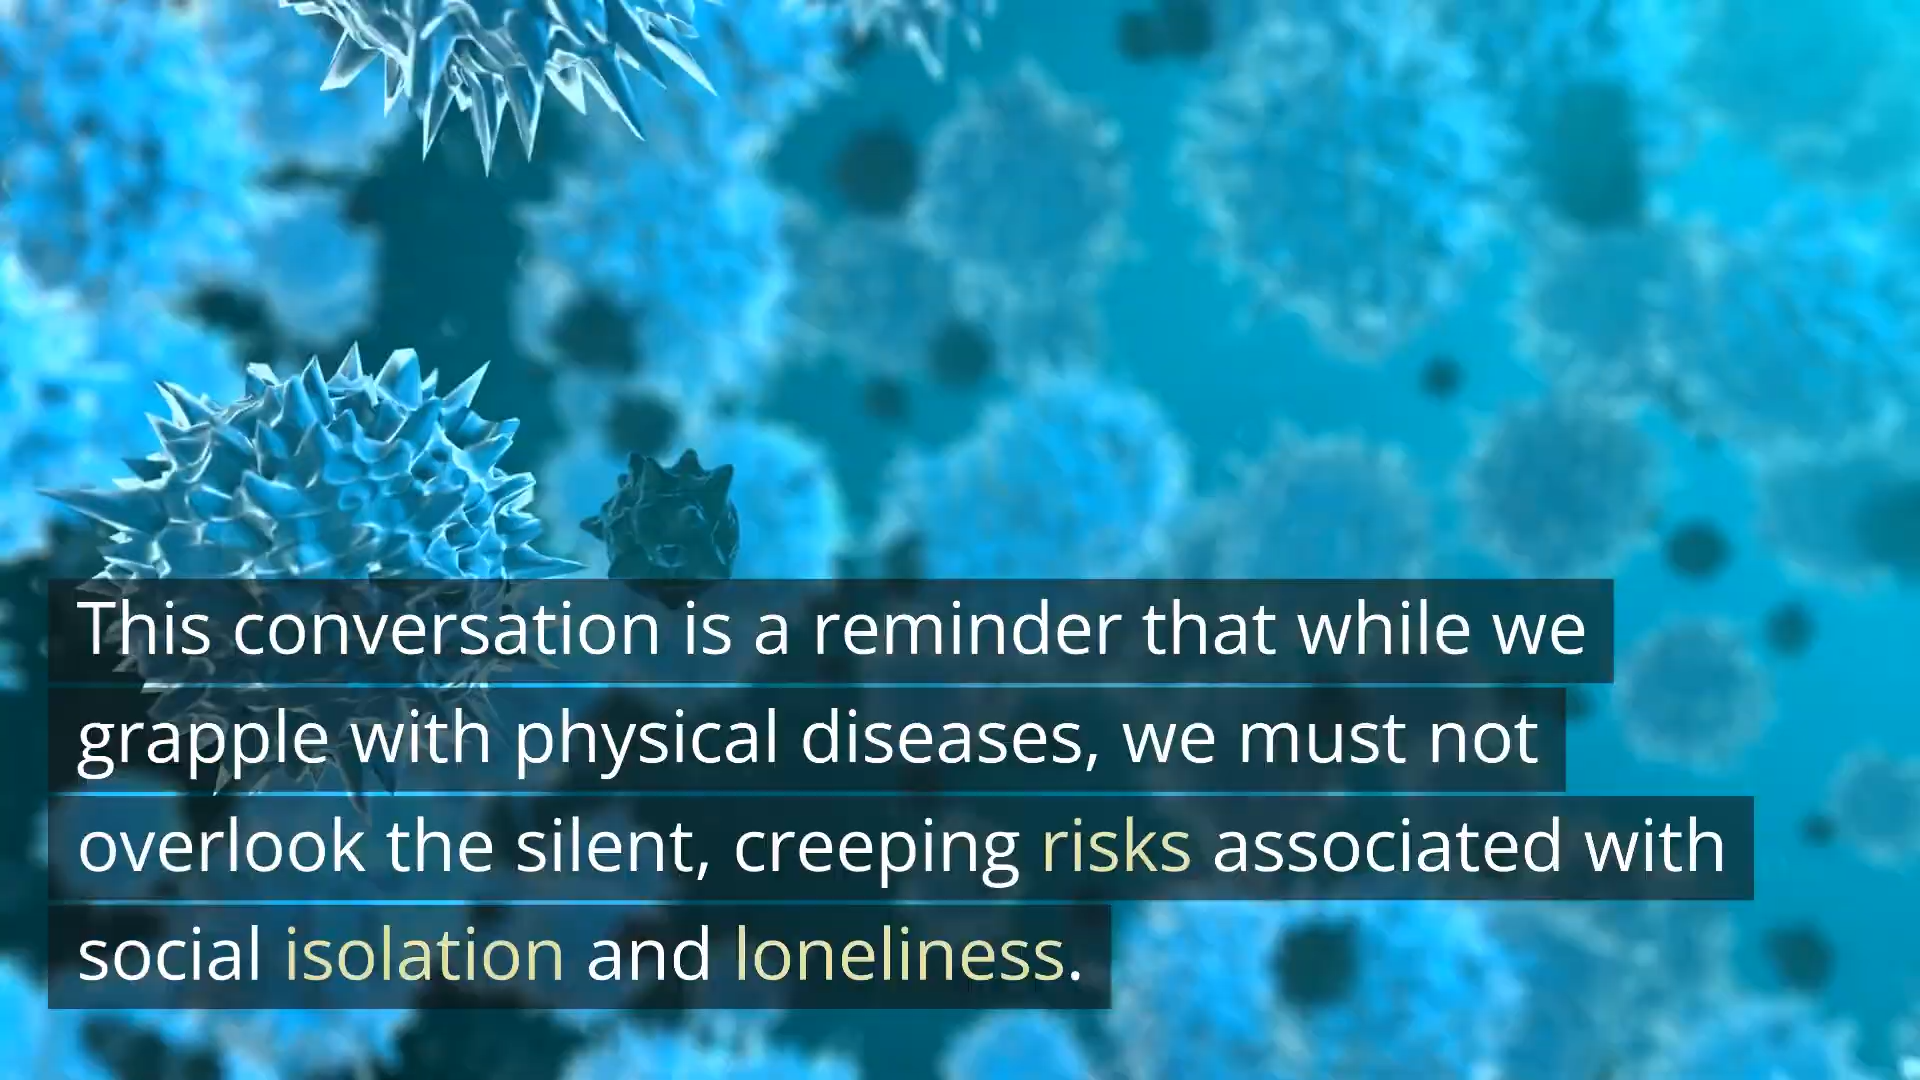 This conversation is a reminder that while we
grapple with physical diseases, we must not
overlook the silent, creeping risks associated with
social isolation and loneliness.